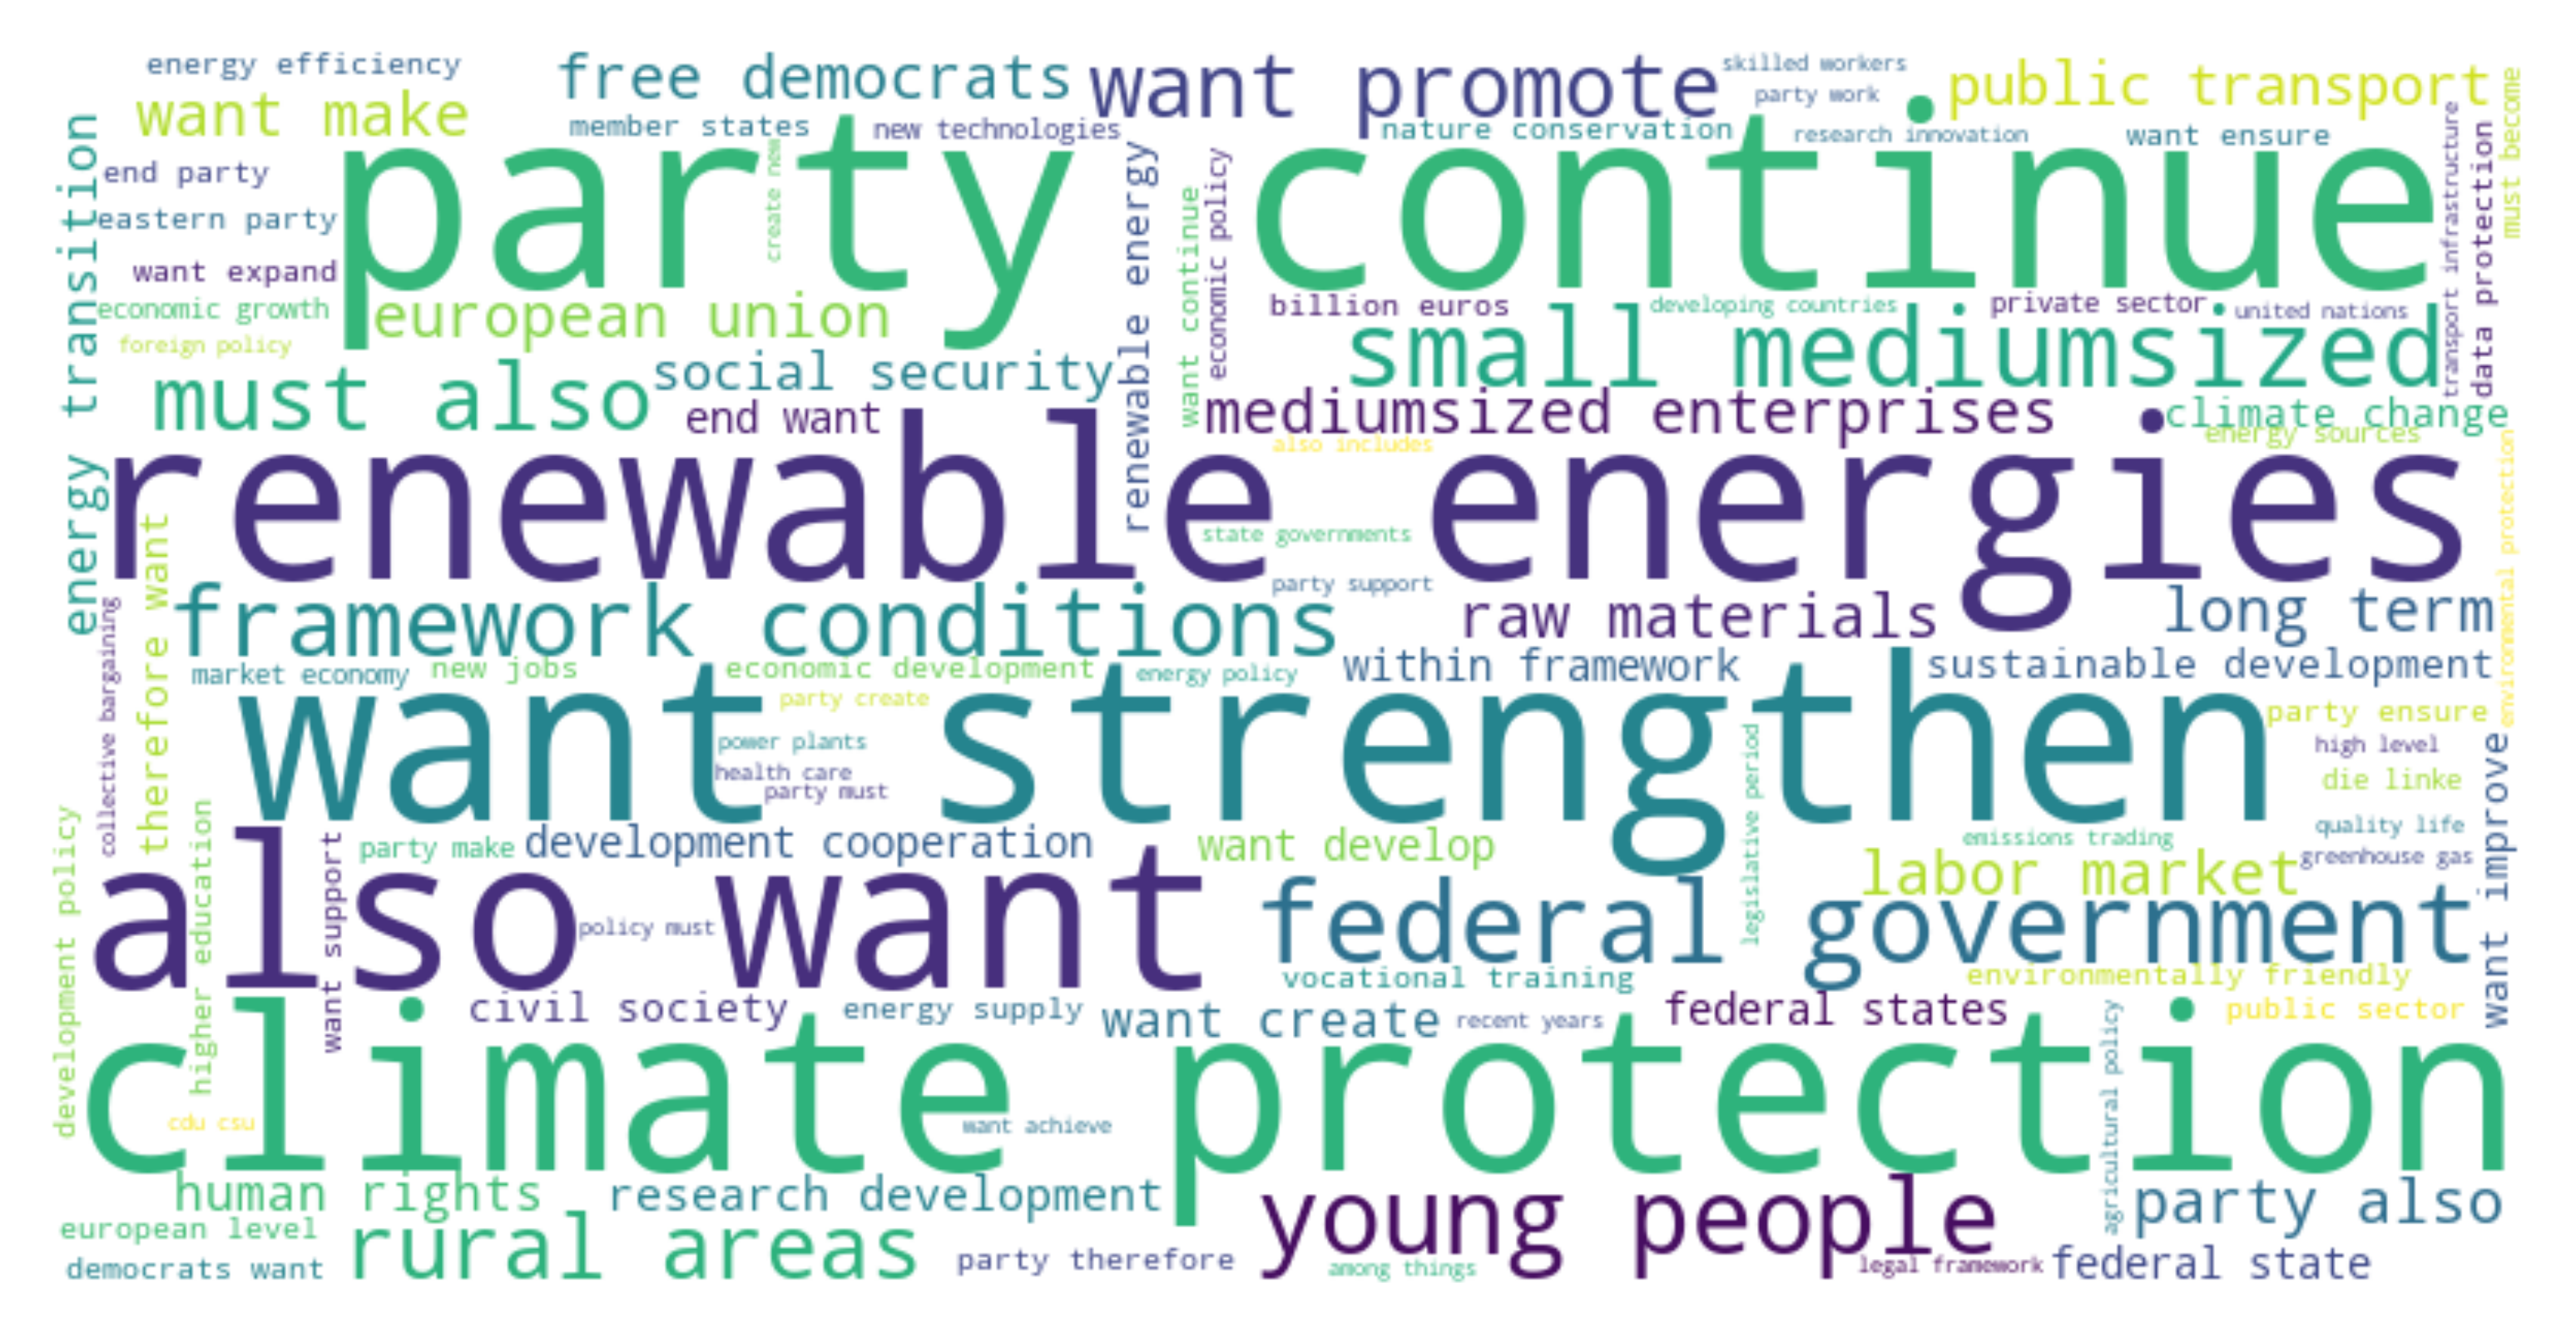 energy efficiency
free democrats
want promote
skilled workers
public transport
want make
member states
new technologies
party work
nature conservation
research innovation
want ensure
must become
energy transition
end party
party
create new
continue
transport infrastructure
data protection
eastern party
renewable energy
want continue
economic policy
want expand
economic growth
european union
billion euros
developing countries
private sector
united nations
foreign policy
small mediumsized
must also
social security
end want
mediumsized enterprises
climate change
also includes
energy sources
renewable energies
environmental protection
state governments
therefore want
party support
collective bargaining
framework conditions
raw materials
long term
market economy
new jobs
economic development
energy policy
within framework
sustainable development
want strengthen
party create
party ensure
power plants
high level
health care
die linke
party must
legislative period
want improve
development policy
higher education
want support
party make
development cooperation
want develop
emissions trading
quality life
greenhouse gas
labor market
also want
policy must
federal government
vocational training
environmentally friendly
civil society
energy supply
want create
recent years
federal states
public sector
climate protection
cdu csu
want achieve
agricultural policy
human rights
research development
young people
party also
european level
rural areas
democrats want
party therefore
among things
legal framework
federal state